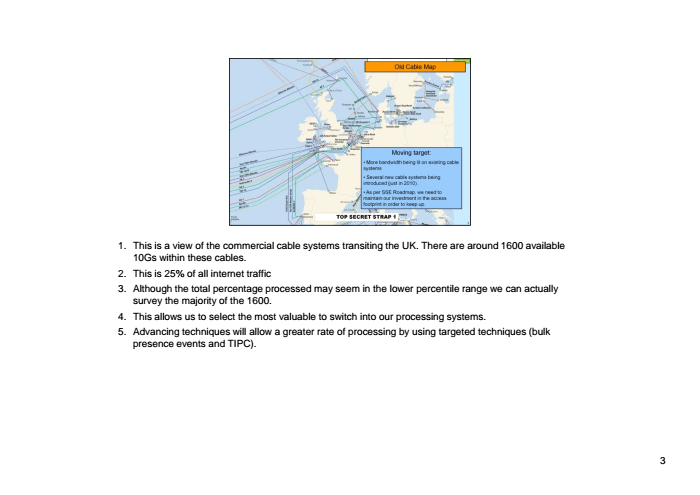 Old Cable Map
Moving target:
• More bandwidth being lit on existing cable
systems
• Several new cable systems being
introduced (just in 2010).
• As per SSE Roadmap, we need to
maintain our investment in the access
footprint in order to keep up.
TOP SECRET STRAP 1
1. This is a view of the commercial cable systems transiting the UK. There are around 1600 available
10Gs within these cables.
2. This is 25% of all internet traffic
3. Although the total percentage processed may seem in the lower percentile range we can actually
survey the majority of the 1600.
4. This allows us to select the most valuable to switch into our processing systems.
5. Advancing techniques will allow a greater rate of processing by using targeted techniques (bulk
presence events and TIPC).
3